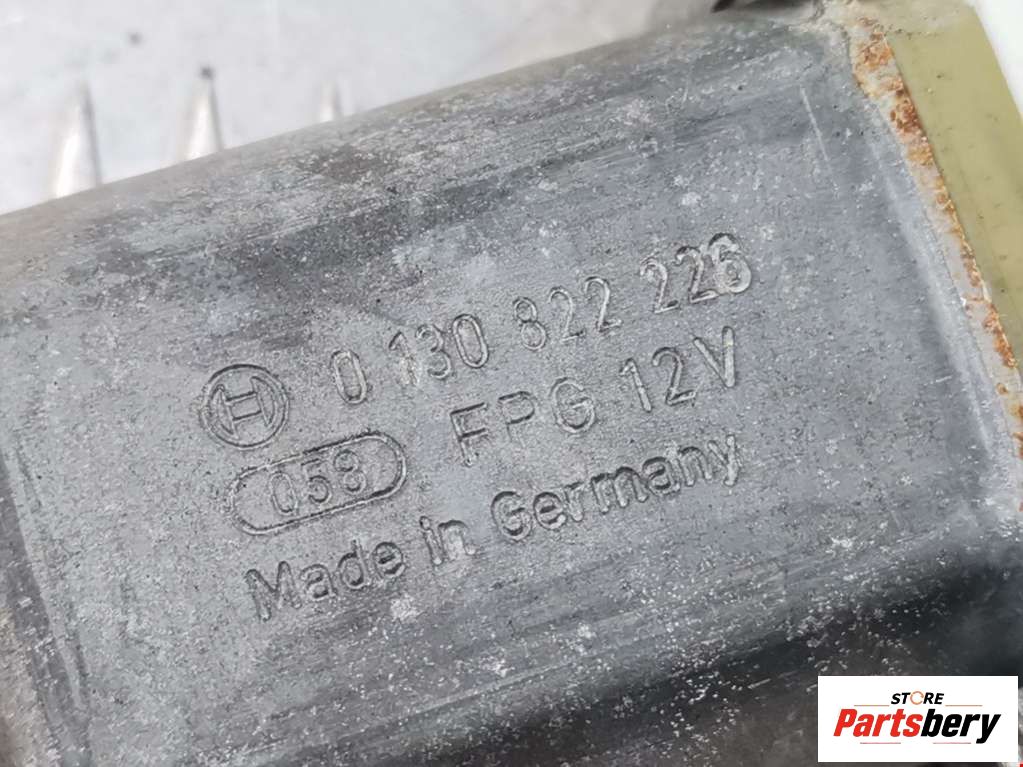 0 130 822 226
FPG 12V
058
Made in Germany
STORE
Partsbery